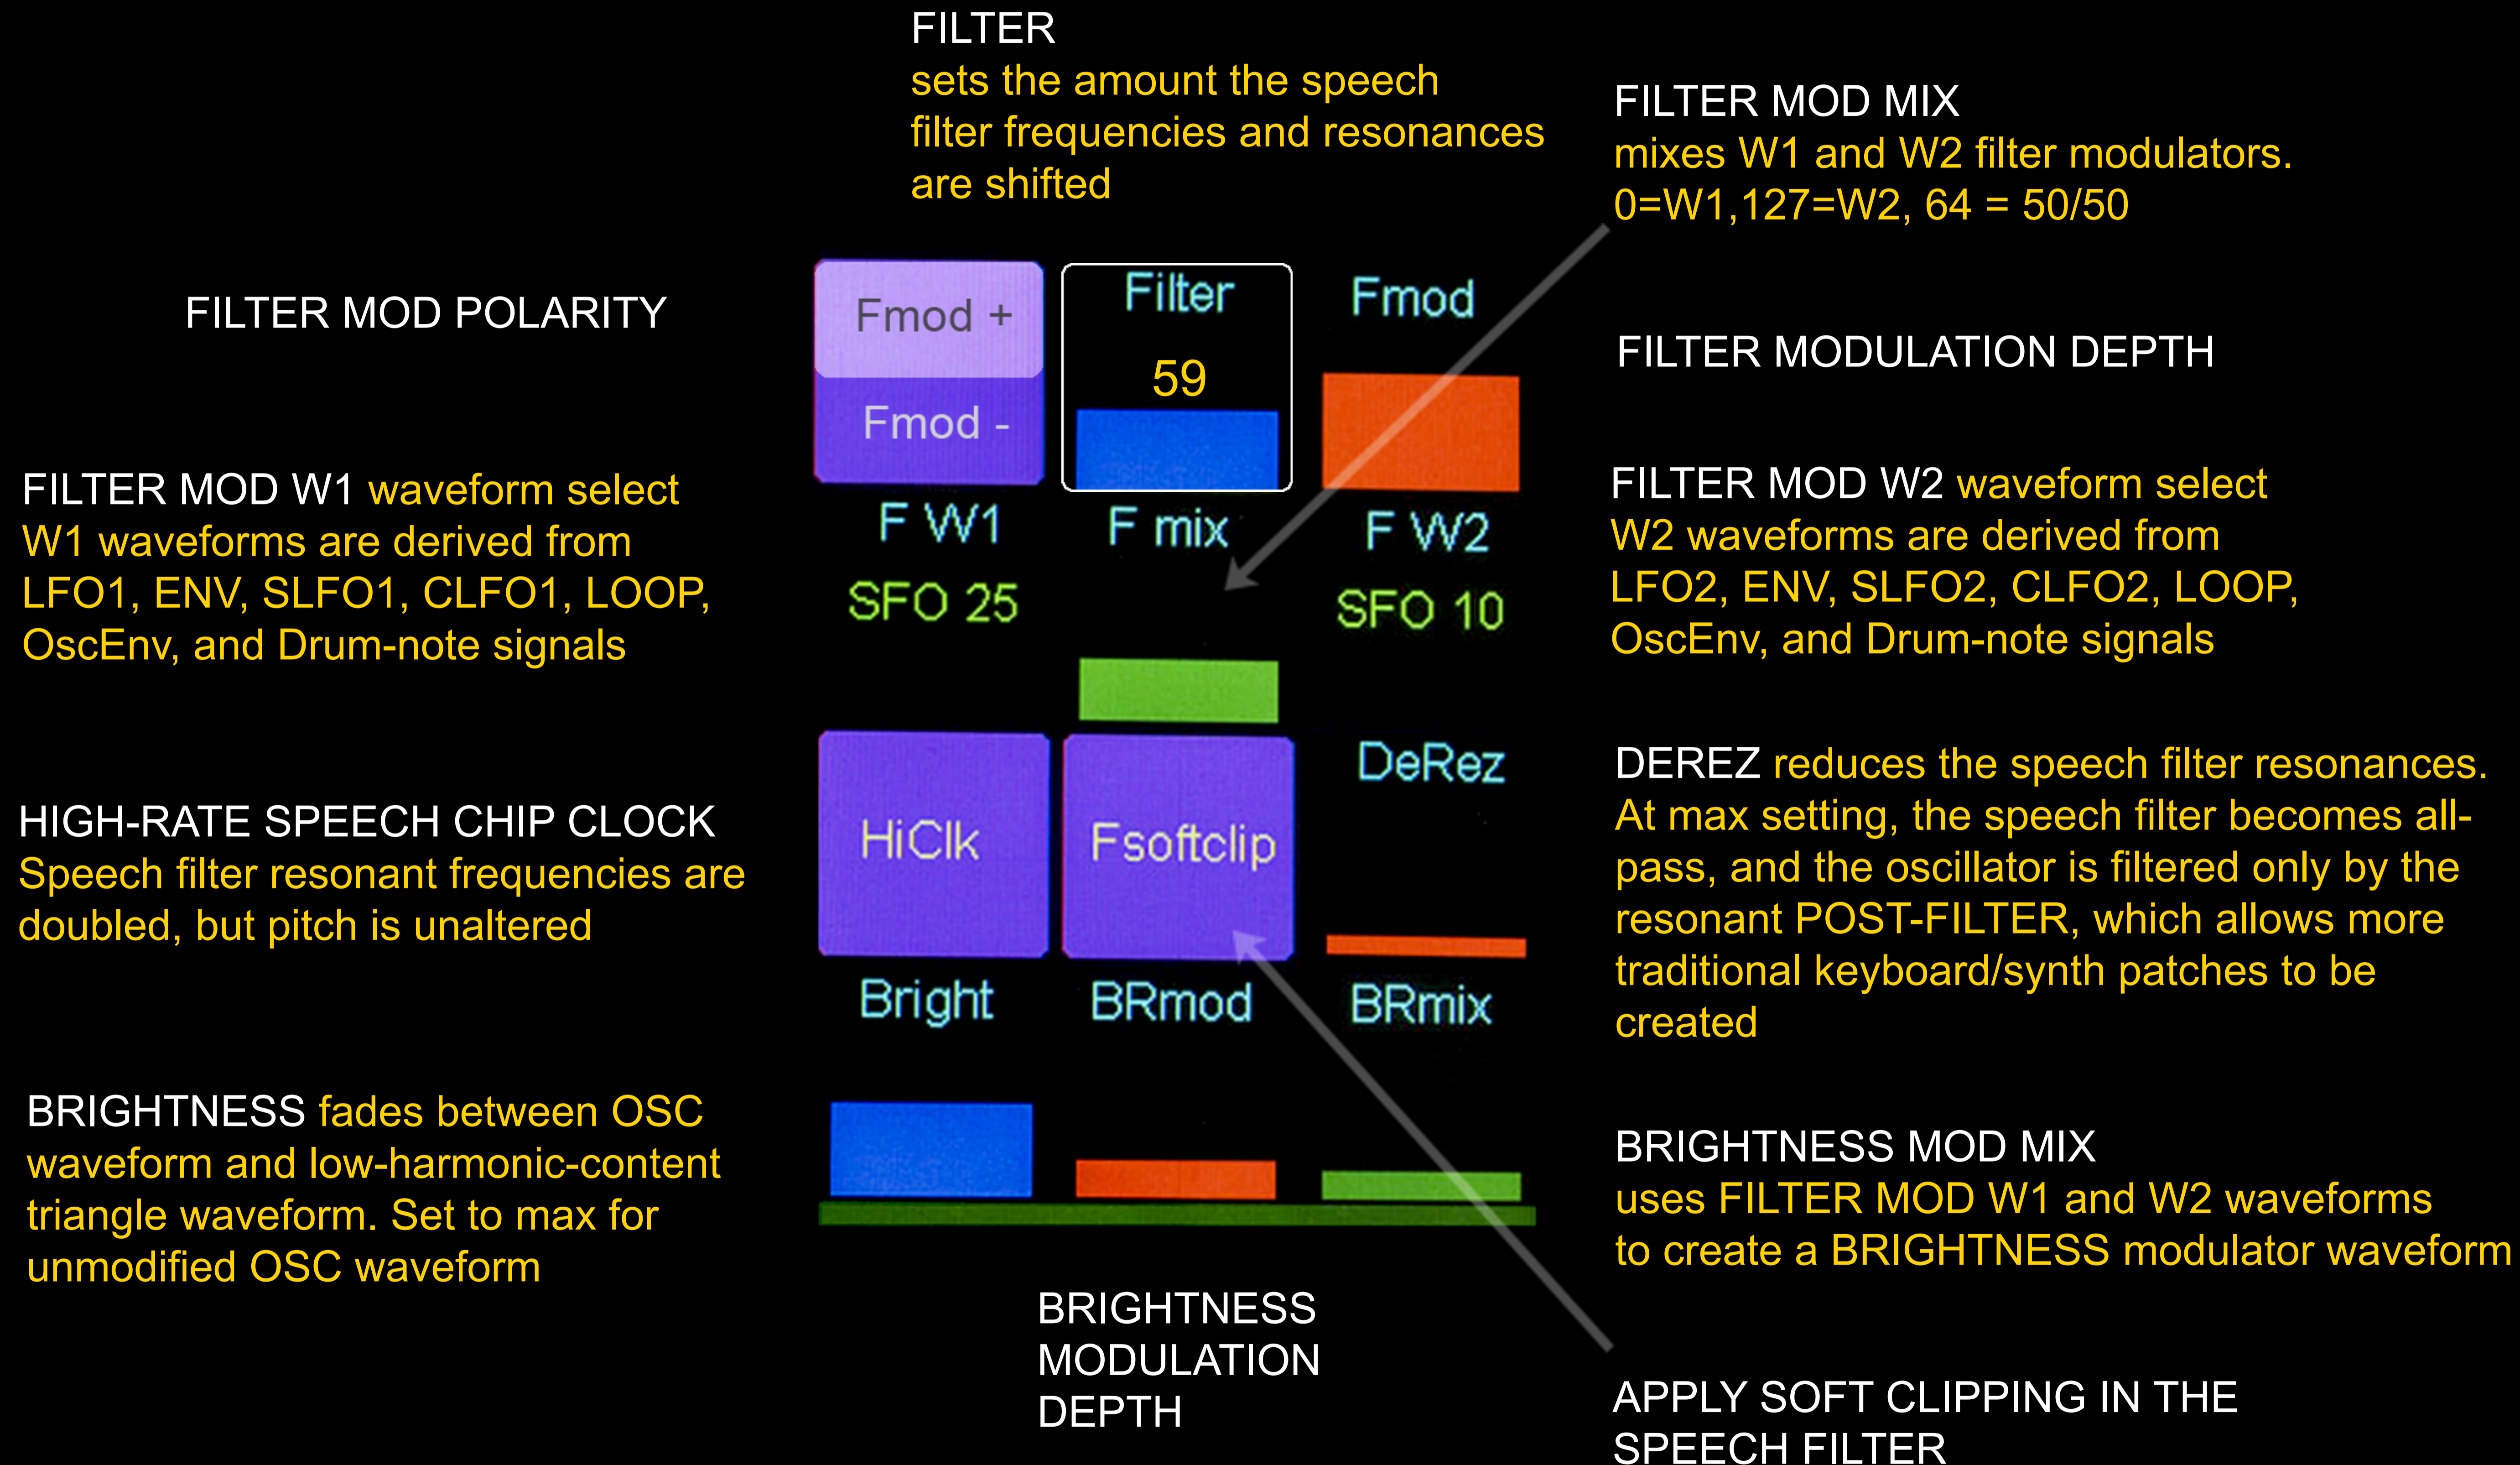 FILTER
sets the amount the speech
filter frequencies and resonances
are shifted
FILTER MOD MIX
mixes W1 and W2 filter modulators.
0=W1,127=W2, 64 = 50/50
FILTER MOD POLARITY
Fmod +
Fmod -
Filter
59
Fmod
FILTER MODULATION DEPTH
FILTER MOD W1 waveform select
W1 waveforms are derived from
LFO1, ENV, SLFO1, CLFO1, LOOP,
OscEnv, and Drum-note signals
F W1
SFO 25
F mix
F W2
SFO 10
FILTER MOD W2 waveform select
W2 waveforms are derived from
LFO2, ENV, SLFO2, CLFO2, LOOP,
OscEnv, and Drum-note signals
HIGH-RATE SPEECH CHIP CLOCK
Speech filter resonant frequencies are
doubled, but pitch is unaltered
HiClk
Fsoftclip
DeRez
DEREZ reduces the speech filter resonances.
At max setting, the speech filter becomes all-
pass, and the oscillator is filtered only by the
resonant POST-FILTER, which allows more
traditional keyboard/synth patches to be
created
BRIGHTNESS fades between OSC
waveform and low-harmonic-content
triangle waveform. Set to max for
unmodified OSC waveform
Bright
BRmod
BRmix
BRIGHTNESS MOD MIX
uses FILTER MOD W1 and W2 waveforms
to create a BRIGHTNESS modulator waveform
BRIGHTNESS
MODULATION
DEPTH
APPLY SOFT CLIPPING IN THE
SPEECH FILTER